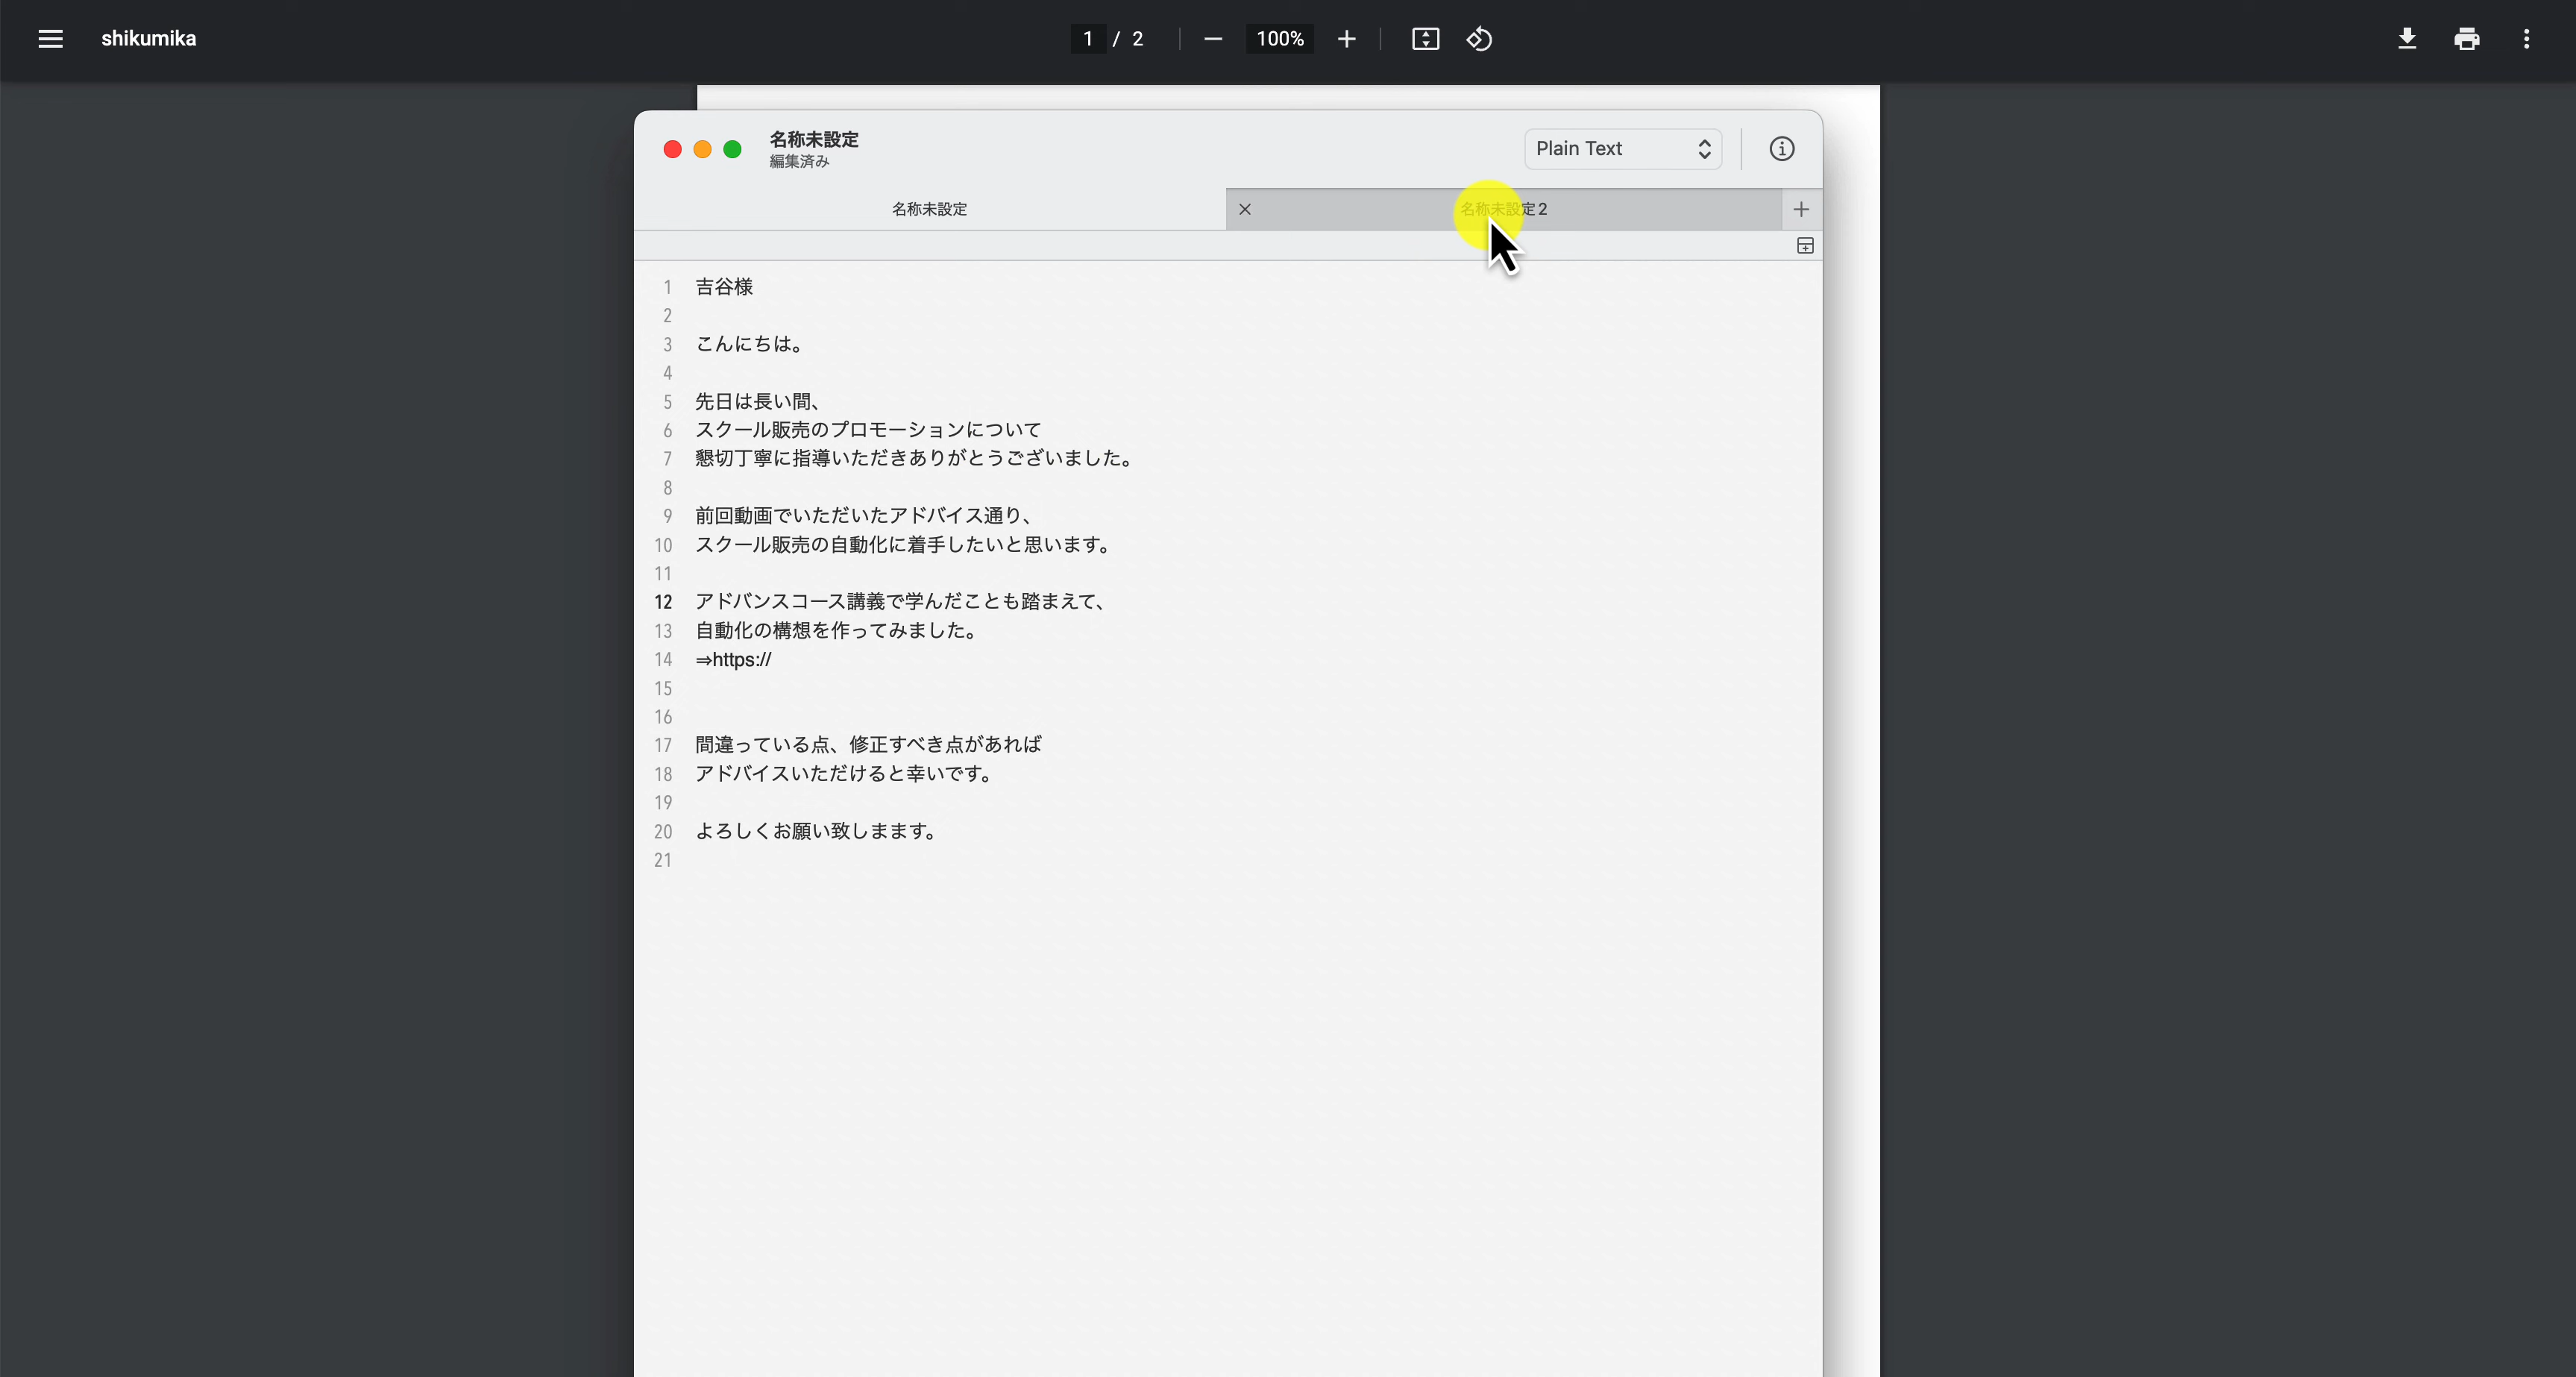 shikumika
1 / 2
100%
名称未設定
編集済み
Plain Text
名称未設定
名称未設定2
1 吉谷様
2
3 こんにちは。
4
5 先日は長い間、
6 スクール販売のプロモーションについて
7 懇切丁寧に指導いただきありがとうございました。
8
9 前回動画でいただいたアドバイス通り、
10 スクール販売の自動化に着手したいと思います。
11
12 アドバンスコース講義で学んだことも踏まえて、
13 自動化の構想を作ってみました。
14 ⇒https://
15
16
17 間違っている点、修正すべき点があれば
18 アドバイスいただけると幸いです。
19
20 よろしくお願い致しまます。
21